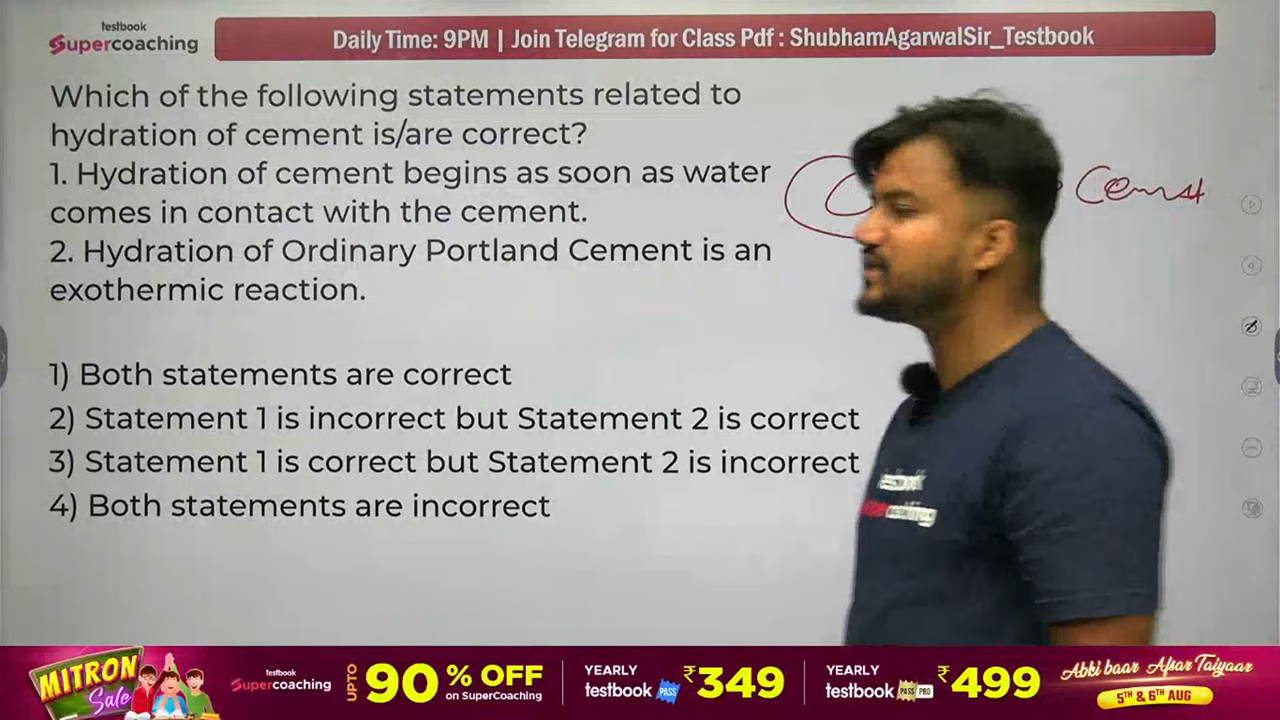 testbook
Supercoaching
Daily Time: 9PM | Join Telegram for Class Pdf : ShubhamAgarwalSir_Testbook
Which of the following statements related to
hydration of cement is/are correct?
1. Hydration of cement begins as soon as water
comes in contact with the cement.
2. Hydration of Ordinary Portland Cement is an
exothermic reaction.
1) Both statements are correct
2) Statement 1 is incorrect but Statement 2 is correct
3) Statement 1 is correct but Statement 2 is incorrect
4) Both statements are incorrect
testbook
MITRON
Sale
testbook
Supercoaching
UPTO
90 % OFF
on SuperCoaching
YEARLY
testbook PASS
₹349
YEARLY
testbook PASS PRO
₹499
Abki baar Afsar Taiyaar
5TH & 6TH AUG